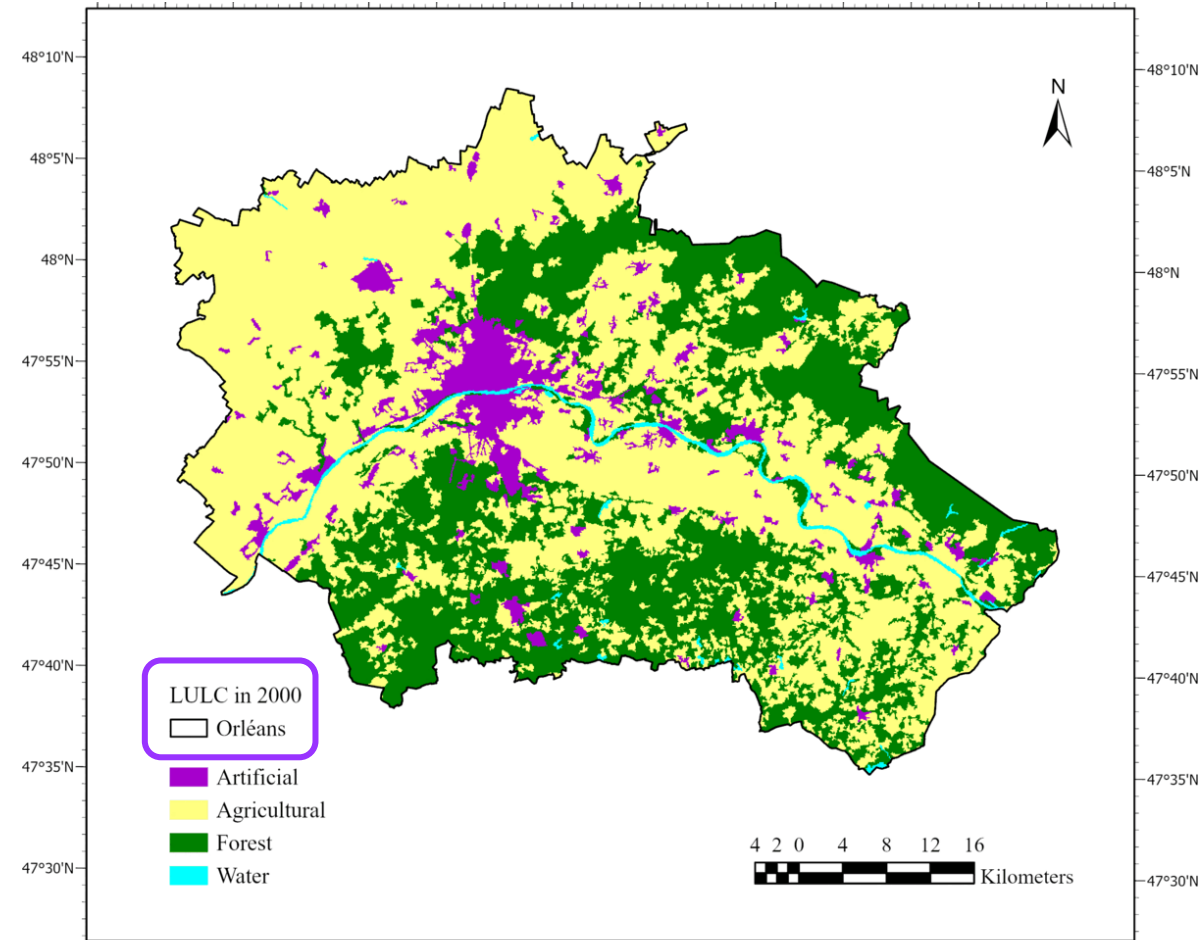 N
48°10'N
48°5'N
48°N
47°55'N
47°50'N
47°45'N
47°40'N
47°35'N
47°30'N
48°10'N
48°5'N
48°N
47°55'N
47°50'N
47°45'N
47°40'N
47°35'N
47°30'N
LULC in 2000
Orléans
Artificial
Agricultural
Forest
Water
4 2 0 4 8 12 16
Kilometers